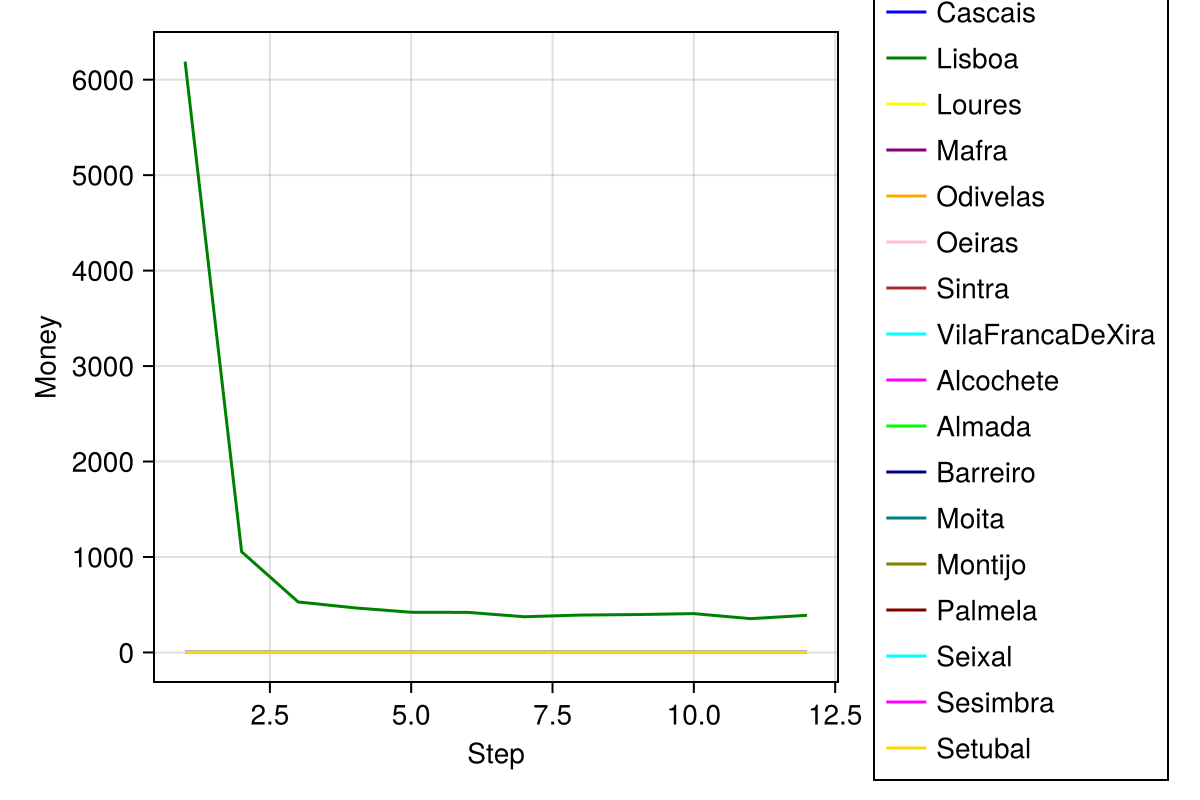 6000
5000
4000
3000
2000
1000
0
Money
2.5 5.0 7.5 10.0 12.5
Step
Cascais
Lisboa
Loures
Mafra
Odivelas
Oeiras
Sintra
VilaFrancaDeXira
Alcochete
Almada
Barreiro
Moita
Montijo
Palmela
Seixal
Sesimbra
Setubal